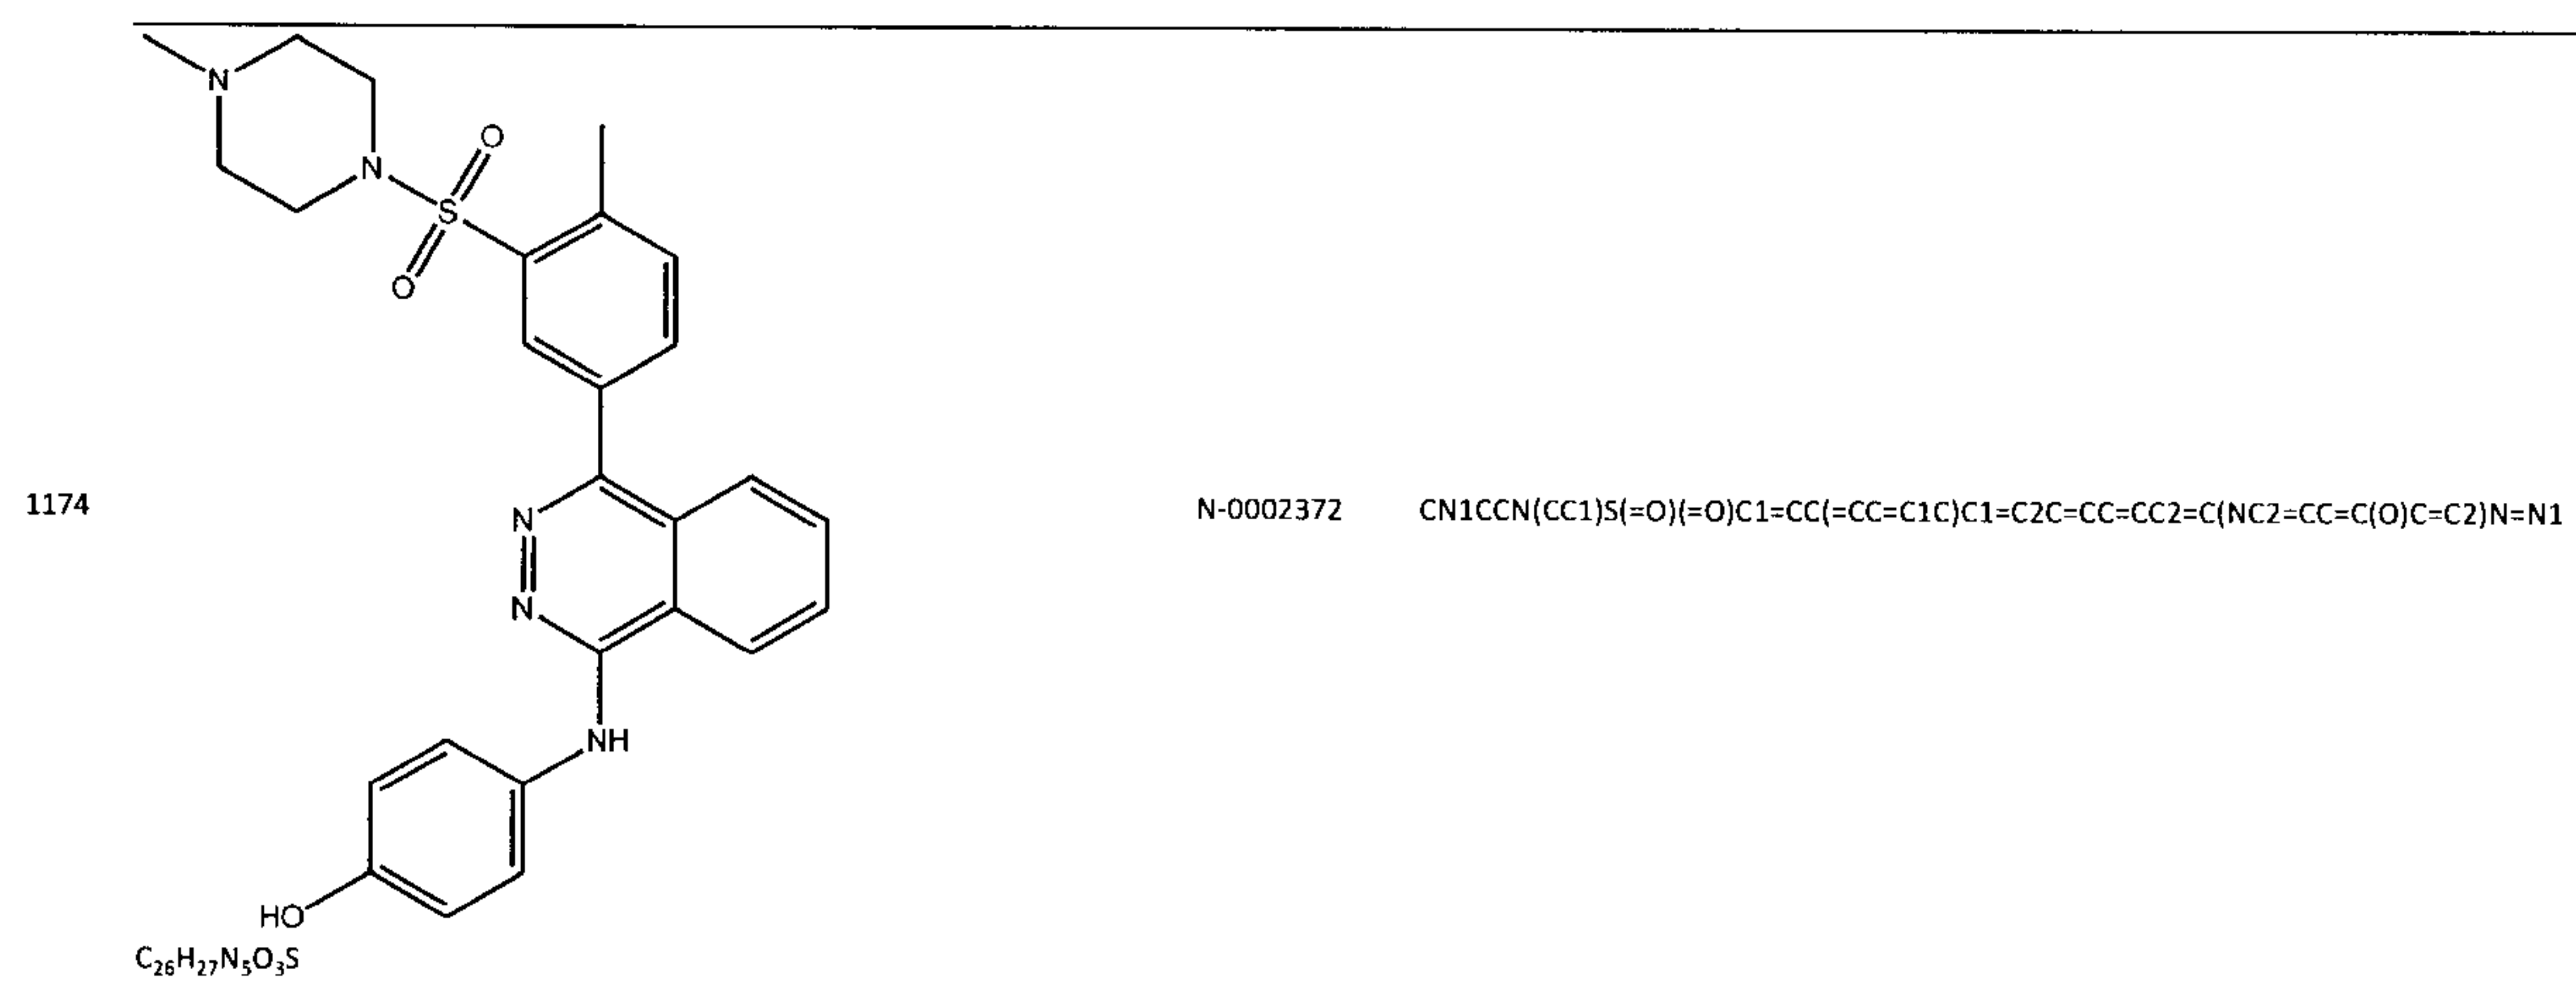 N
O
N
S
O
1174
N
N
N-0002372
CN1CCN(CC1)S(=O)(=O)C1=CC(=CC=C1C)C1=C2C=CC=CC2=C(NC2=CC=C(O)C=C2)N=N1
NH
HO
C₂₆H₂₇N₅O₃S